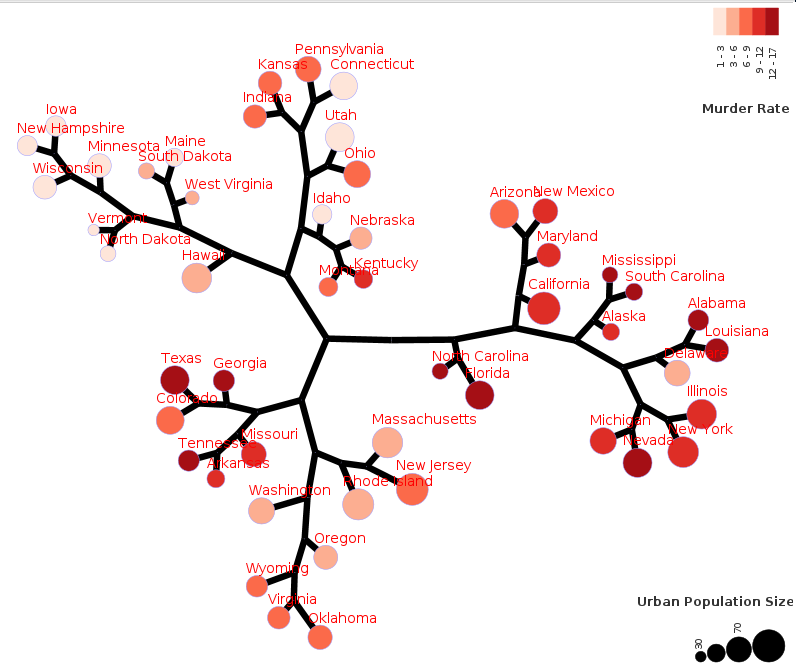 Pennsylvania
Kansas
Connecticut
Indiana
Iowa
Utah
New Hampshire
Maine
Minnesota
South Dakota
Ohio
Wisconsin
West Virginia
Idaho
Vermont
Nebraska
North Dakota
Hawaii
Kentucky
Montana
Arizona
New Mexico
Maryland
Mississippi
South Carolina
California
Alabama
Alaska
Louisiana
Delaware
North Carolina
Florida
Texas
Georgia
Colorado
Illinois
Massachusetts
Michigan
New York
Missouri
Nevada
Tennessee
Arkansas
New Jersey
Rhode Island
Washington
Oregon
Wyoming
Virginia
Oklahoma
1 - 3
3 - 6
6 - 9
9 - 12
12 - 17
Murder Rate
Urban Population Size
30
70